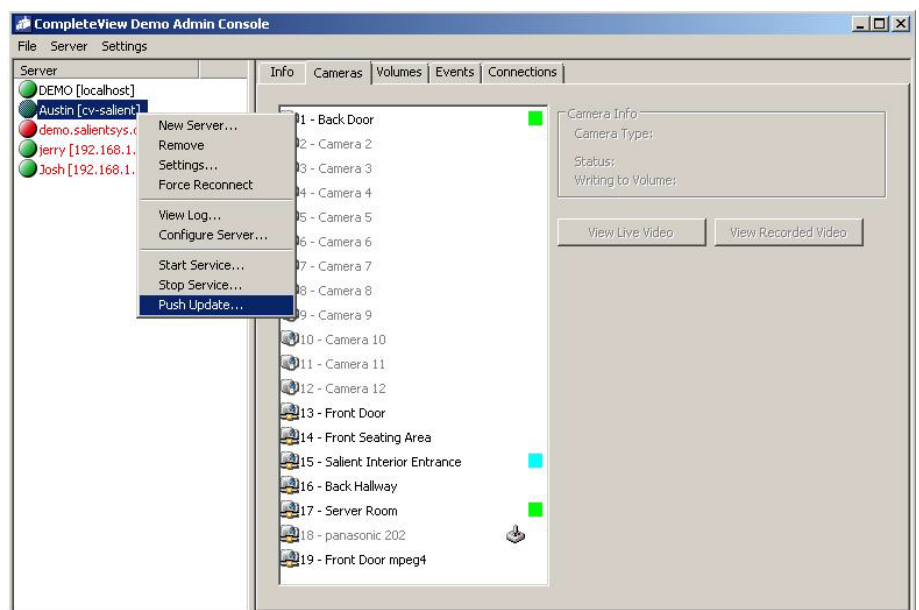 CompleteView Demo Admin Console
File Server Settings
Server
DEMO [localhost]
Austin [cv-salient]
demo.salientsys.
jerry [192.168.1.
Josh [192.168.1.
New Server...
Remove
Settings...
Force Reconnect
View Log...
Configure Server...
Start Service...
Stop Service...
Push Update...
Info Cameras Volumes Events Connections
1 - Back Door
2 - Camera 2
3 - Camera 3
4 - Camera 4
5 - Camera 5
6 - Camera 6
7 - Camera 7
8 - Camera 8
9 - Camera 9
10 - Camera 10
11 - Camera 11
12 - Camera 12
13 - Front Door
14 - Front Seating Area
15 - Salient Interior Entrance
16 - Back Hallway
17 - Server Room
18 - panasonic 202
19 - Front Door mpeg4
Camera Info
Camera Type:
Status:
Writing to Volume:
View Live Video View Recorded Video